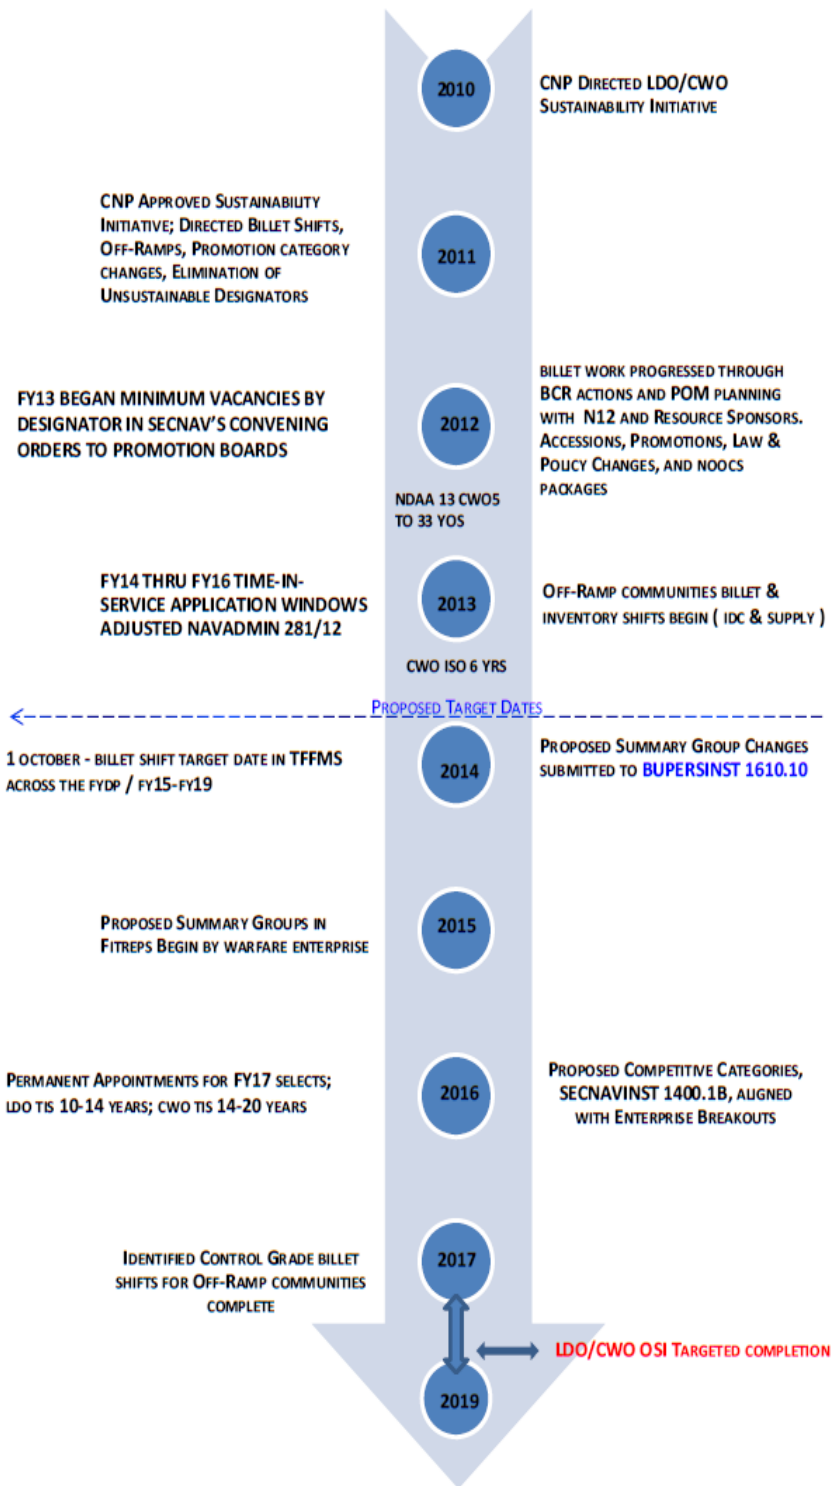 2010
CNP Directed LDO/CWO
Sustainability Initiative
CNP Approved Sustainability
Initiative; Directed Billet Shifts,
Off-Ramps, Promotion category
changes, Elimination of
Unsustainable Designators
2011
FY13 BEGAN MINIMUM VACANCIES BY
DESIGNATOR IN SECNAV'S CONVENING
ORDERS TO PROMOTION BOARDS
2012
BILLET WORK PROGRESSED THROUGH
BCR ACTIONS AND POM PLANNING
WITH N12 AND RESOURCE SPONSORS.
Accessions, Promotions, Law &
Policy Changes, and NOOCS
PACKAGES
NDAA 13 CWO5
TO 33 YOS
FY14 THRU FY16 TIME-IN-
SERVICE APPLICATION WINDOWS
ADJUSTED NAVADMIN 281/12
2013
Off-Ramp communities billet &
inventory shifts begin ( IDC & SUPPLY )
CWO ISO 6 YRS
Proposed Target Dates
1 OCTOBER - BILLET SHIFT TARGET DATE IN TFFMS
ACROSS THE FYDP / FY15-FY19
2014
Proposed Summary Group Changes
submitted to BUPERSINST 1610.10
Proposed Summary Groups in
Fitreps Begin by warfare enterprise
2015
Permanent Appointments for FY17 selects;
LDO TIS 10-14 YEARS; CWO TIS 14-20 YEARS
2016
Proposed Competitive Categories,
SECNAVINST 1400.1B, aligned
with Enterprise Breakouts
Identified Control Grade billet
shifts for Off-Ramp communities
complete
2017
LDO/CWO OSI Targeted completion
2019